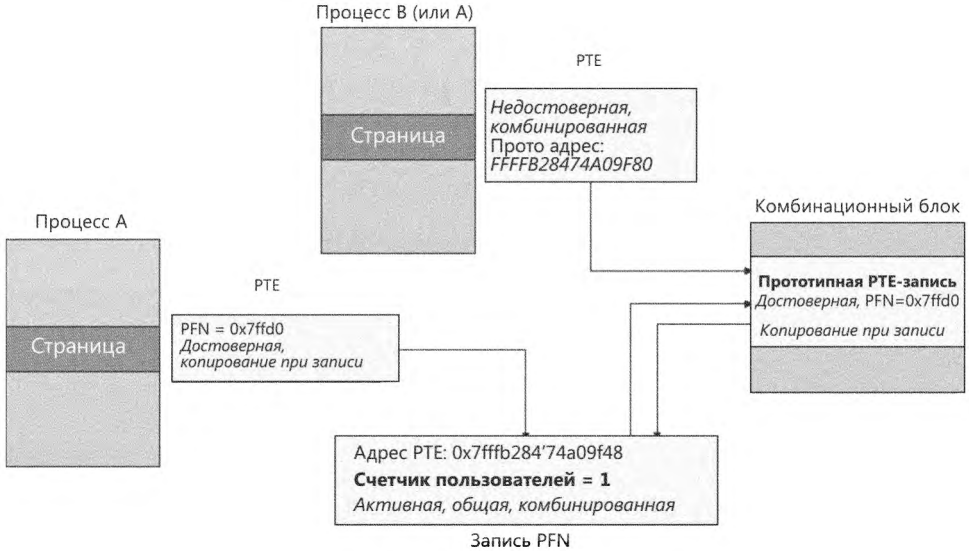 Процесс B (или A)
PTE
Недостоверная,
комбинированная
Прото адрес:
FFFFB28474A09F80
Страница
Процесс A
PTE
PFN = 0x7ffd0
Достоверная,
копирование при записи
Страница
Комбинационный блок
Прототипная PTE-запись
Достоверная, PFN=0x7ffd0
Копирование при записи
Адрес PTE: 0x7fffb284’74a09f48
Счетчик пользователей = 1
Активная, общая, комбинированная
Запись PFN